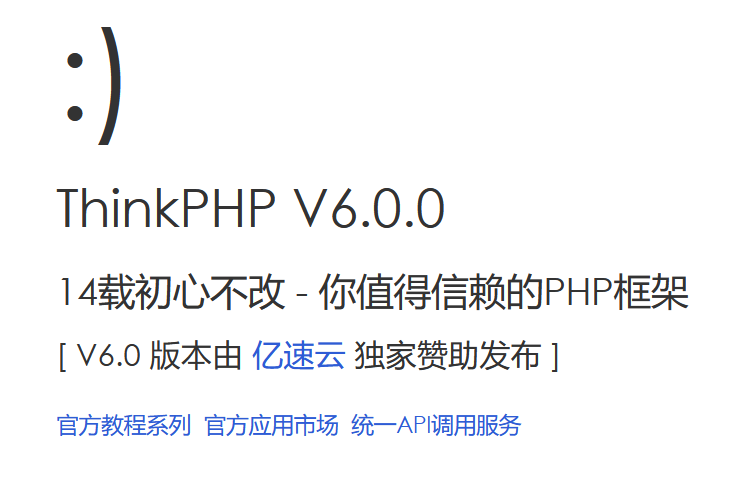 :)
ThinkPHP V6.0.0
14载初心不改 - 你值得信赖的PHP框架
[ V6.0 版本由 亿速云 独家赞助发布 ]
官方教程系列 官方应用市场 统一API调用服务